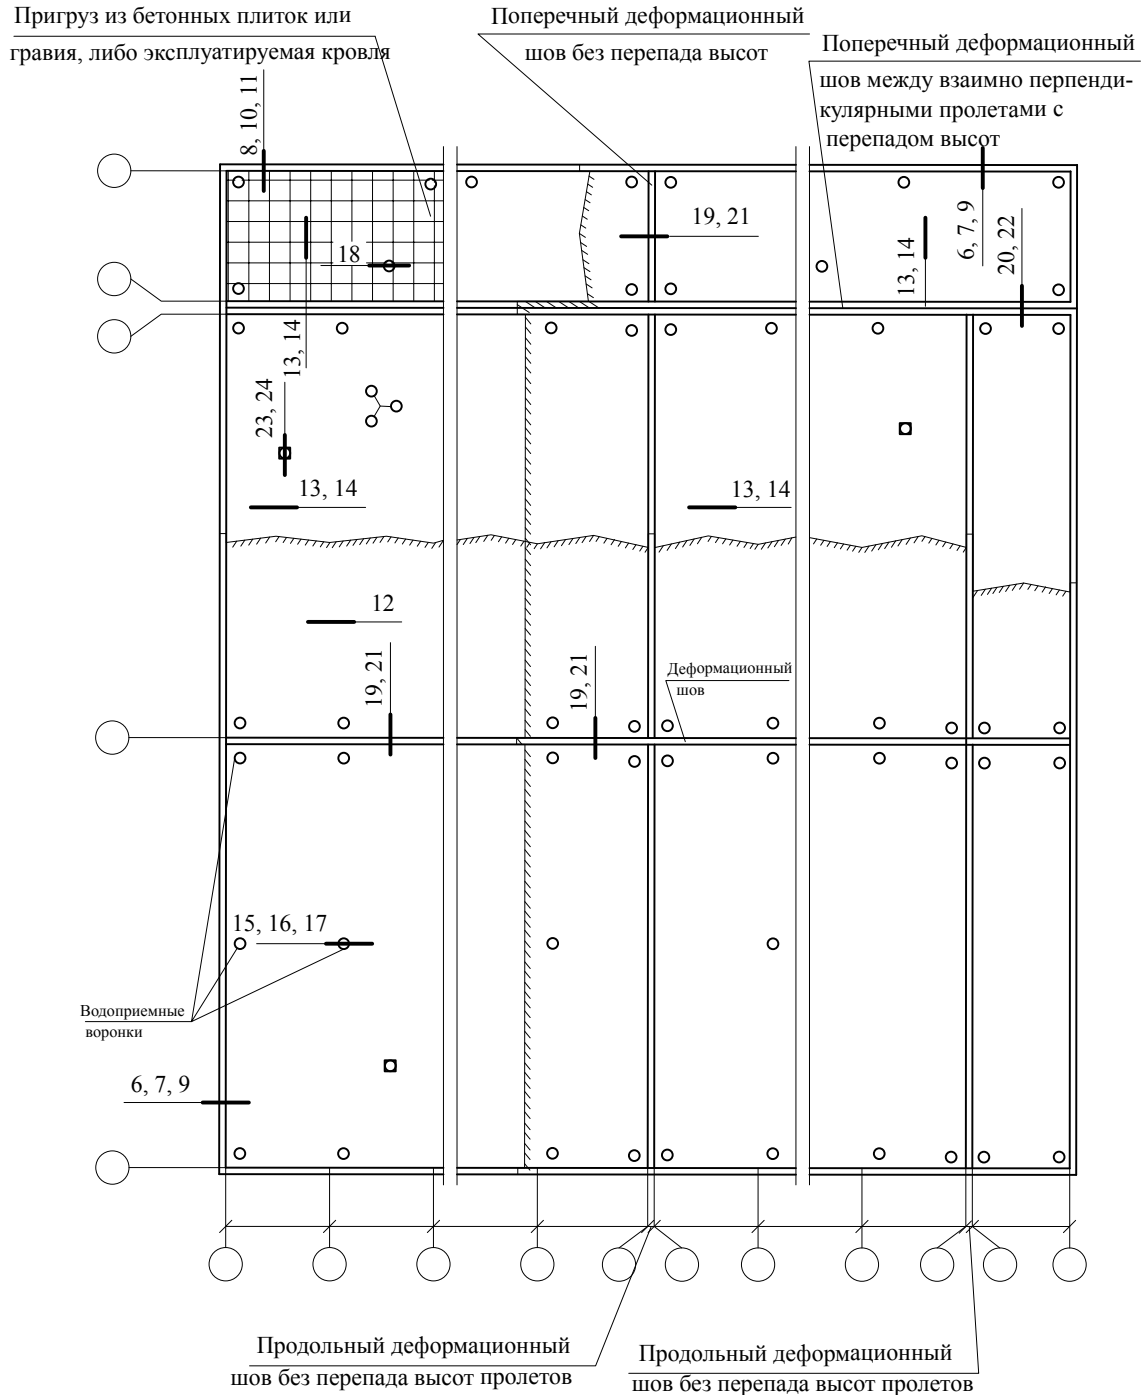 Пригруз из бетонных плиток или
гравия, либо эксплуатируемая кровля
Поперечный деформационный
шов без перепада высот
Поперечный деформационный
шов между взаимно перпенди-
кулярными пролетами с
перепадом высот
8, 10, 11
18
19, 21
13, 14
6, 7, 9
20, 22
13, 14
23, 24
13, 14
13, 14
12
19, 21
19, 21
Деформационный
шов
15, 16, 17
Водоприемные
воронки
6, 7, 9
Продольный деформационный
шов без перепада высот пролетов
Продольный деформационный
шов без перепада высот пролетов